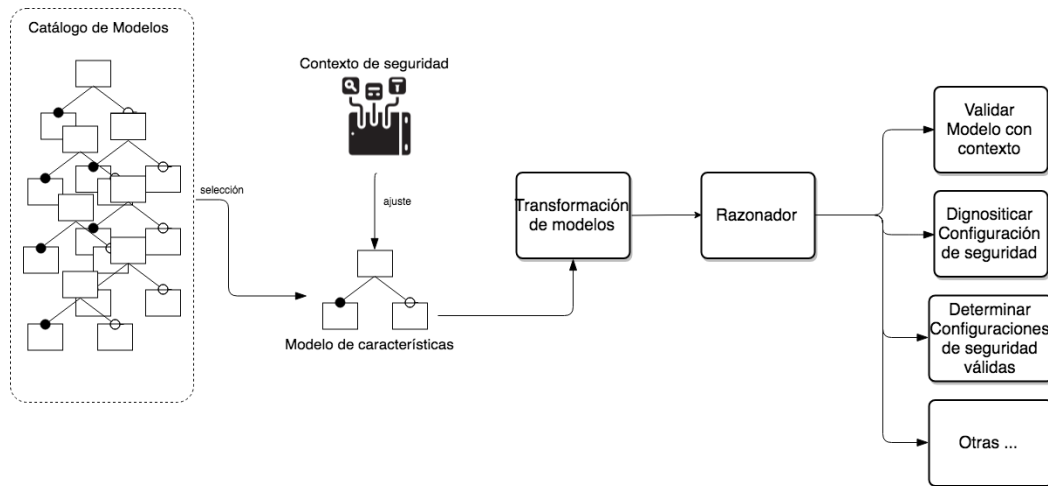 Catálogo de Modelos
Contexto de seguridad
selección
ajuste
Modelo de características
Transformación
de modelos
Razonador
Validar
Modelo con
contexto
Dignositicar
Configuración
de seguridad
Determinar
Configuraciones
de seguridad
válidas
Otras ...